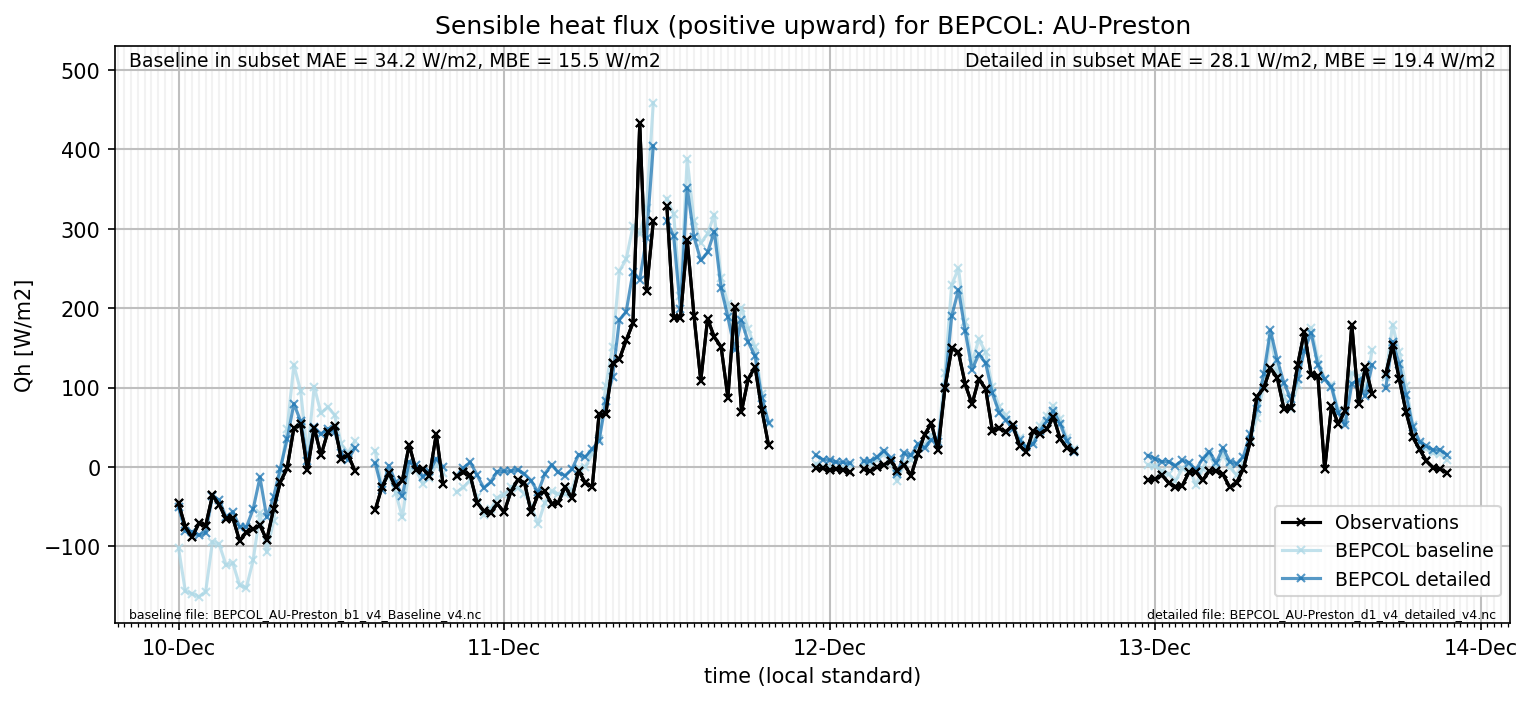 Sensible heat flux (positive upward) for BEPCOL: AU-Preston
Baseline in subset MAE = 34.2 W/m2, MBE = 15.5 W/m2
Detailed in subset MAE = 28.1 W/m2, MBE = 19.4 W/m2
500
400
300
200
100
0
−100
Qh [W/m2]
Observations
BEPCOL baseline
BEPCOL detailed
baseline file: BEPCOL_AU-Preston_b1_v4_Baseline_v4.nc
detailed file: BEPCOL_AU-Preston_d1_v4_detailed_v4.nc
10-Dec
11-Dec
12-Dec
13-Dec
14-Dec
time (local standard)